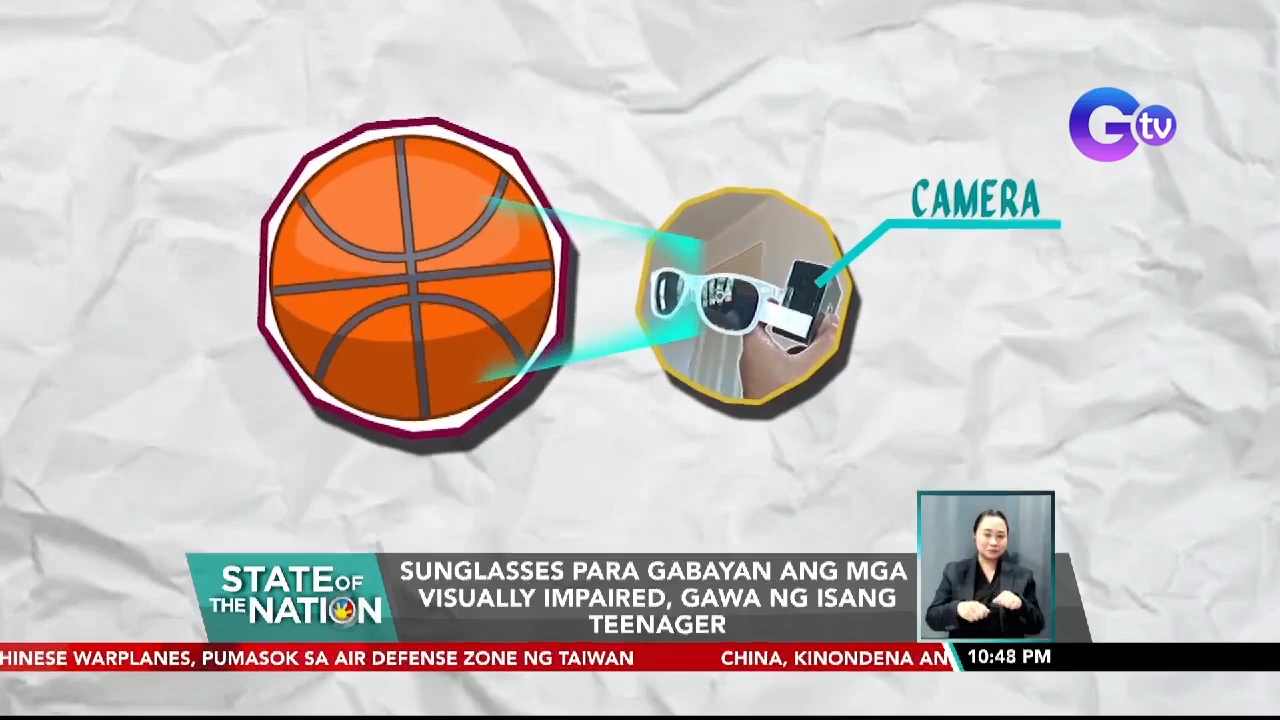 Gtv
CAMERA
STATE OF
THE NATION
SUNGLASSES PARA GABAYAN ANG MGA
VISUALLY IMPAIRED, GAWA NG ISANG
TEENAGER
HINESE WARPLANES, PUMASOK SA AIR DEFENSE ZONE NG TAIWAN CHINA, KINONDENA AN
10:48 PM